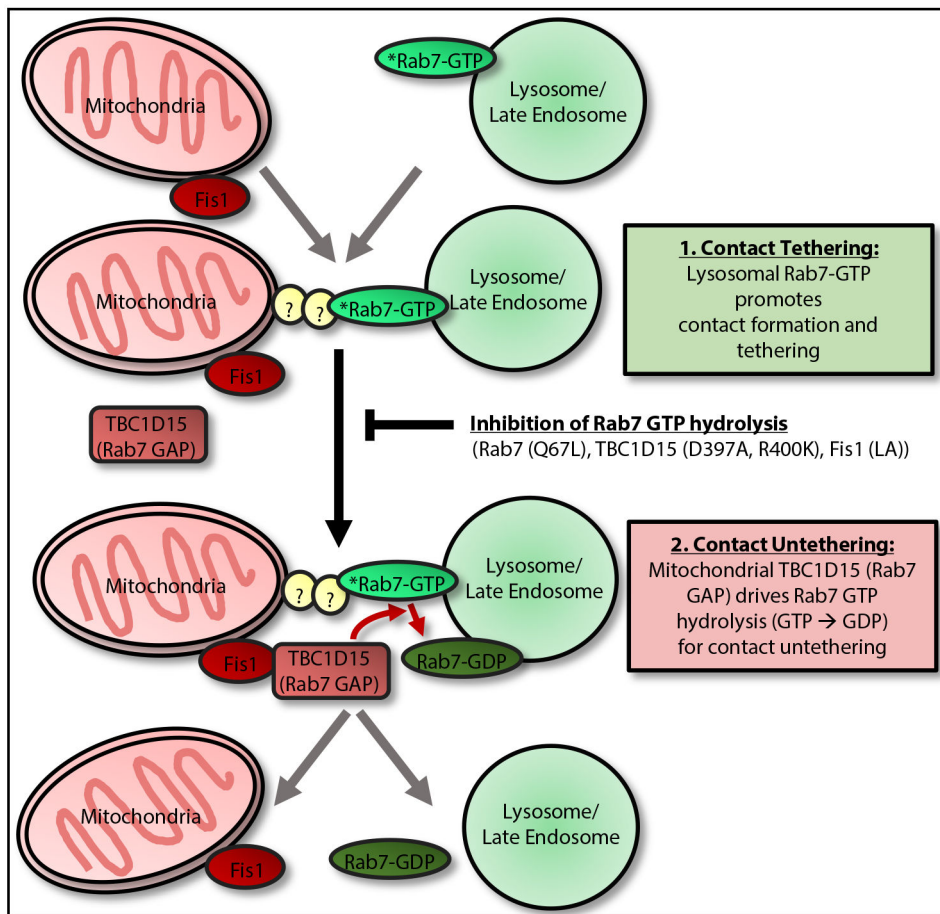 Mitochondria
*Rab7-GTP
Lysosome/
Late Endosome
Fis1
Mitochondria
?
?
*Rab7-GTP
Lysosome/
Late Endosome
Fis1
1. Contact Tethering:
Lysosomal Rab7-GTP
promotes
contact formation and
tethering
TBC1D15
(Rab7 GAP)
Inhibition of Rab7 GTP hydrolysis
(Rab7 (Q67L), TBC1D15 (D397A, R400K), Fis1 (LA))
Mitochondria
?
?
*Rab7-GTP
Lysosome/
Late Endosome
Fis1
TBC1D15
(Rab7 GAP)
Rab7-GDP
2. Contact Untethering:
Mitochondrial TBC1D15 (Rab7
GAP) drives Rab7 GTP
hydrolysis (GTP → GDP)
for contact untethering
Mitochondria
Fis1
Rab7-GDP
Lysosome/
Late Endosome